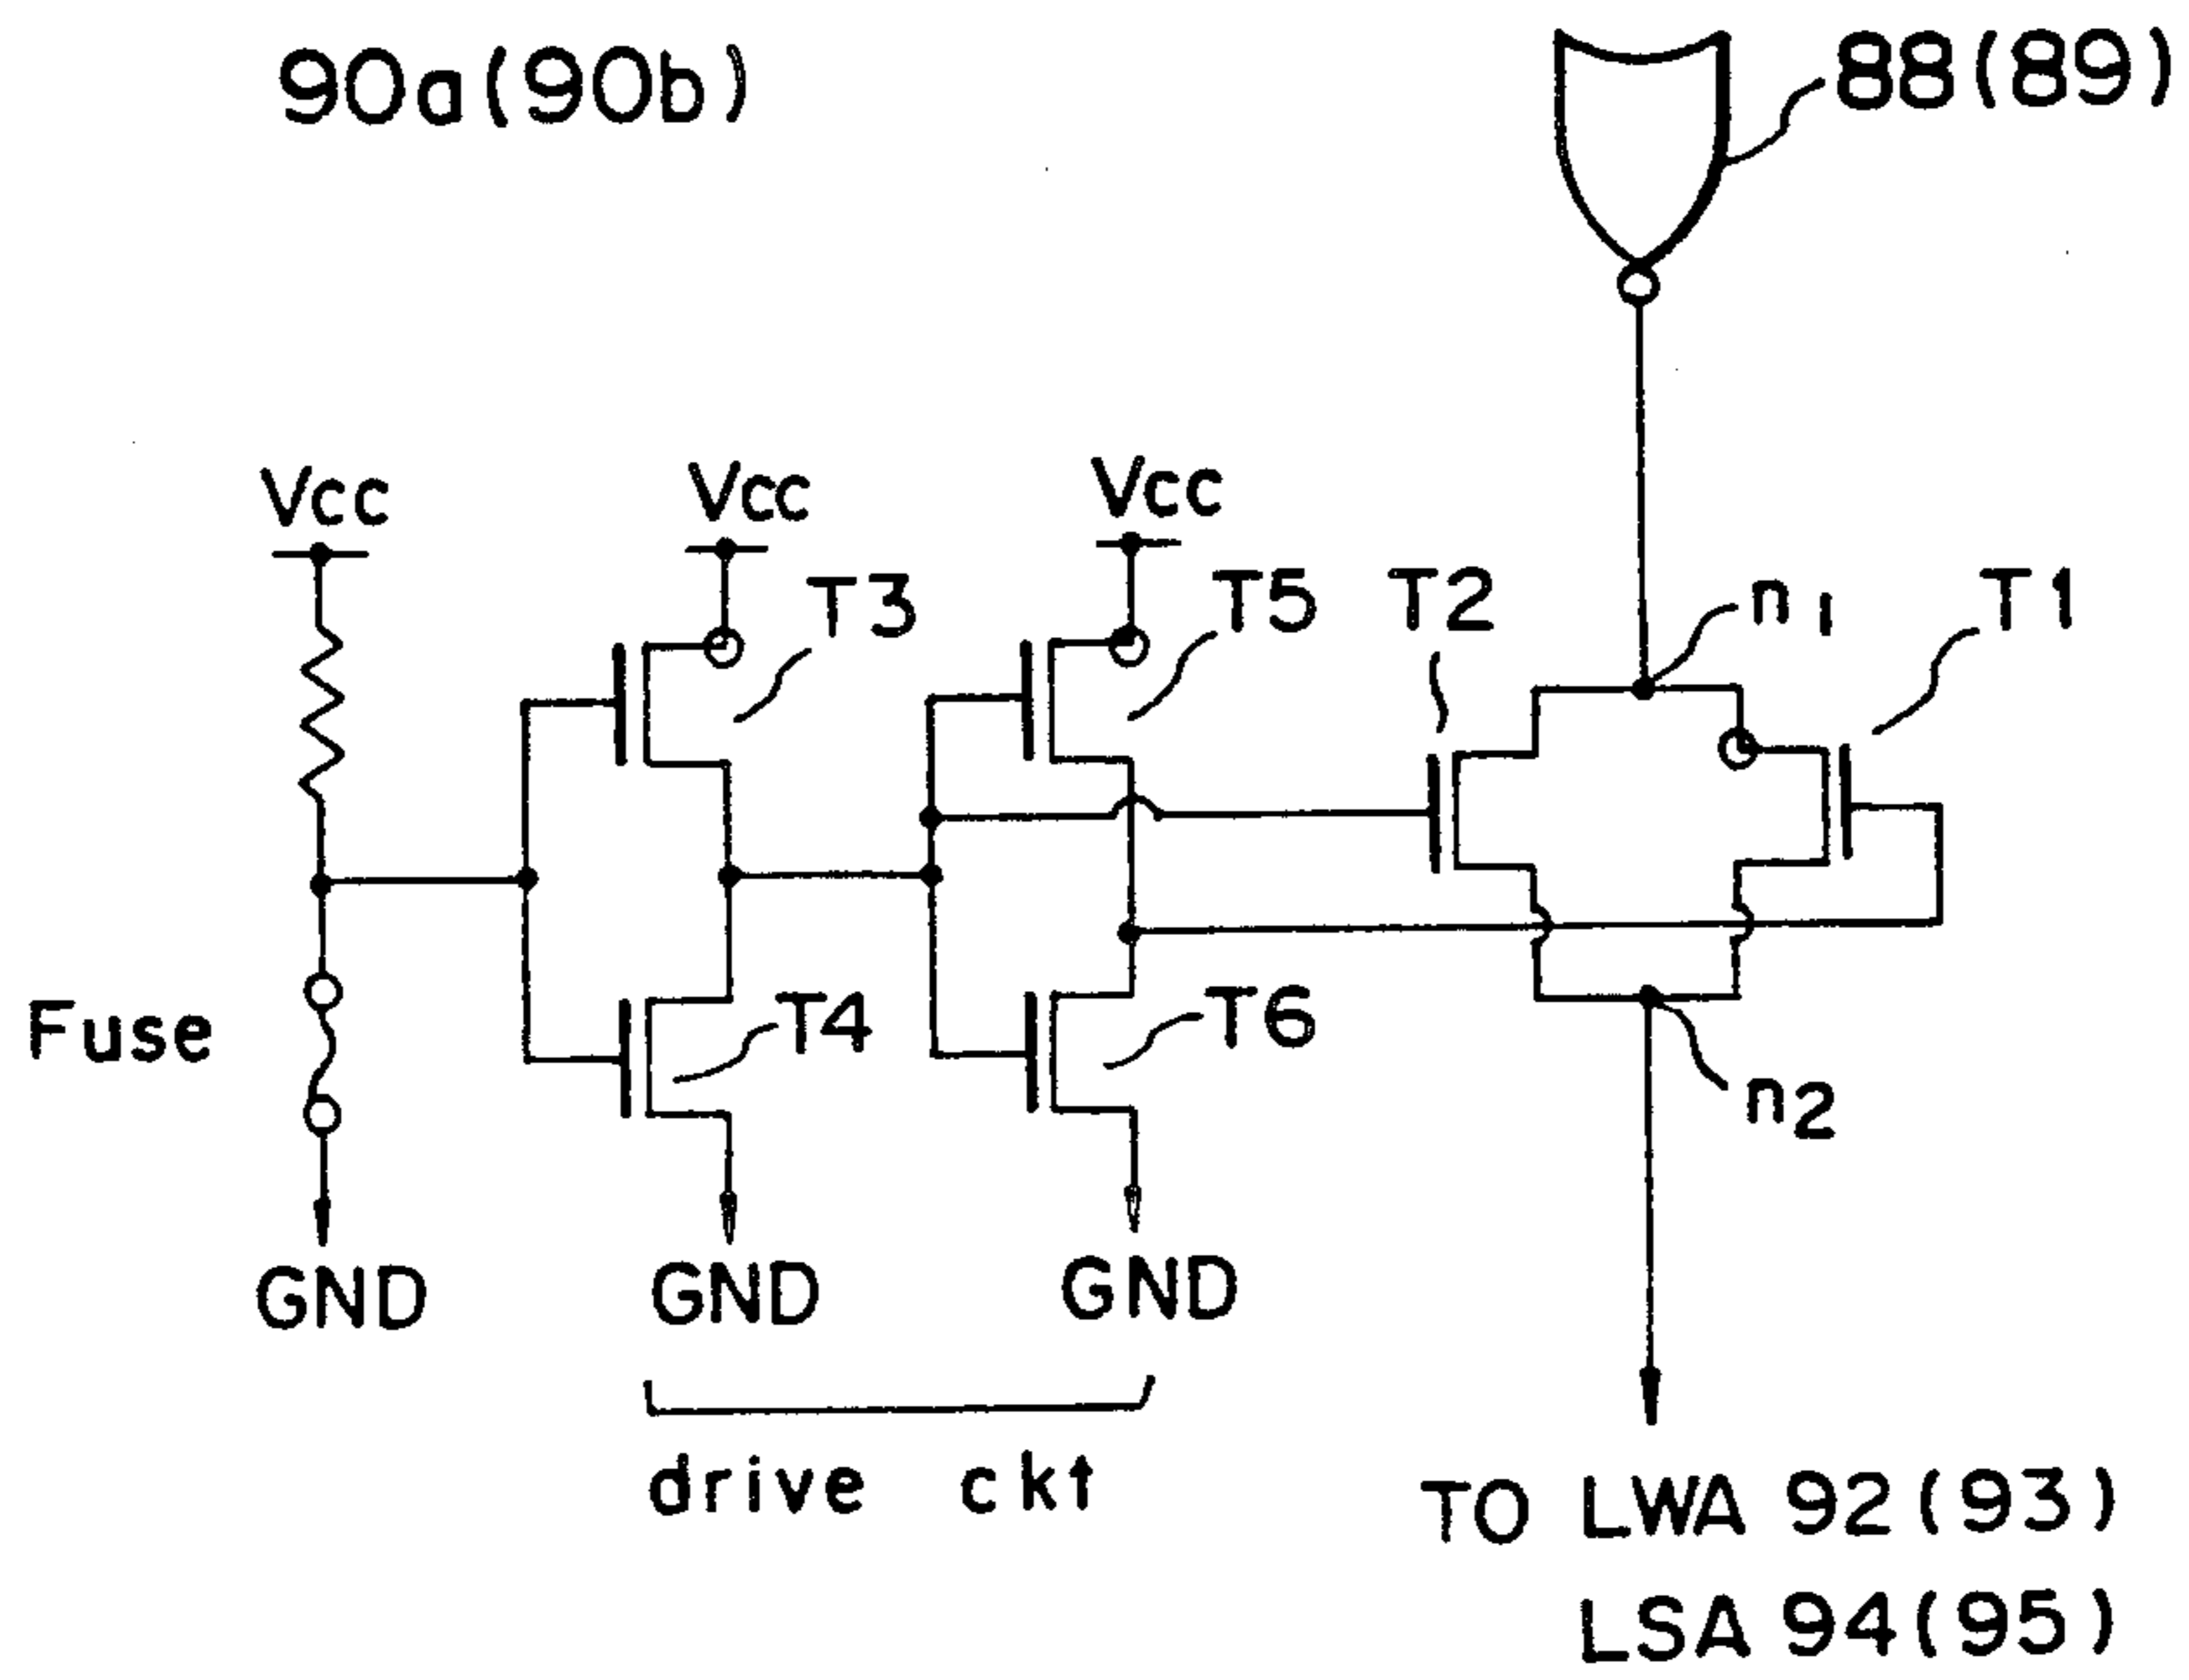 90a(90b)
88(89)
Vcc
Vcc
Vcc
T3
T5
T2
n1
T1
Fuse
T4
T6
n2
GND
GND
GND
drive ckt
TO LWA 92(93)
LSA 94(95)